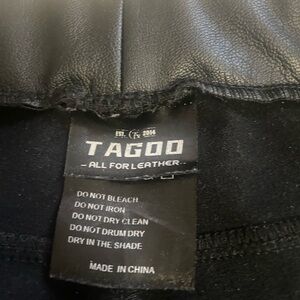 EST. 2014
TAGOO
- ALL FOR LEATHER -
DO NOT BLEACH
DO NOT IRON
DO NOT DRY CLEAN
DO NOT DRUM DRY
DRY IN THE SHADE
MADE IN CHINA